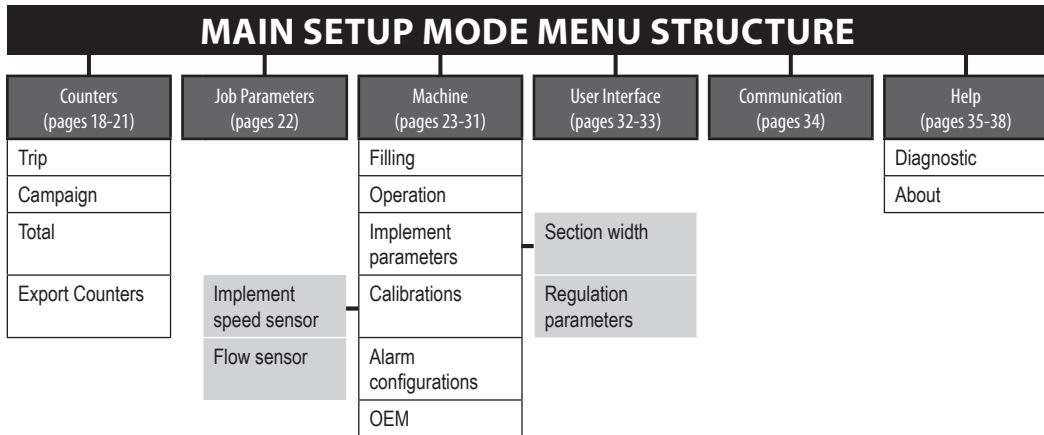 MAIN SETUP MODE MENU STRUCTURE
Counters
(pages 18-21)
Job Parameters
(pages 22)
Machine
(pages 23-31)
User Interface
(pages 32-33)
Communication
(pages 34)
Help
(pages 35-38)
Trip
Campaign
Total
Export Counters
Implement
speed sensor
Flow sensor
Filling
Operation
Implement
parameters
Calibrations
Alarm
configurations
OEM
Section width
Regulation
parameters
Diagnostic
About